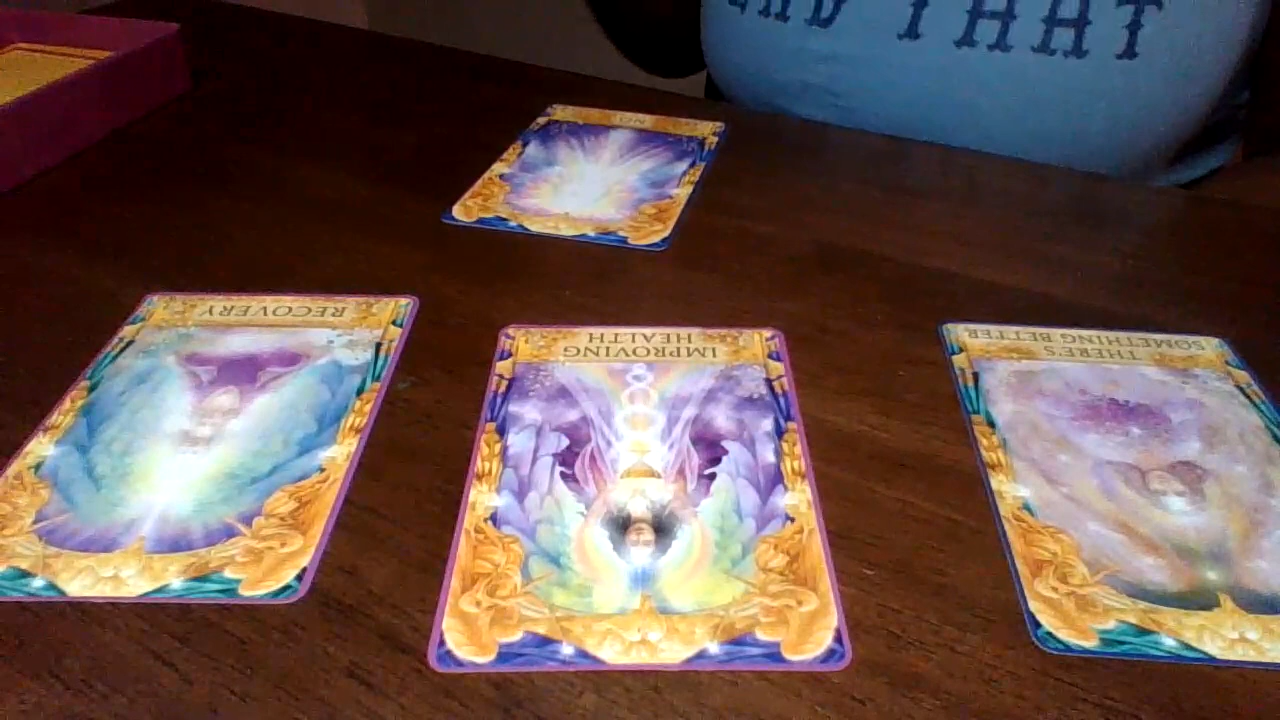 AND THAT
NO
RECOVERY
IMPROVING
HEALTH
THERE'S
SOMETHING BETTER